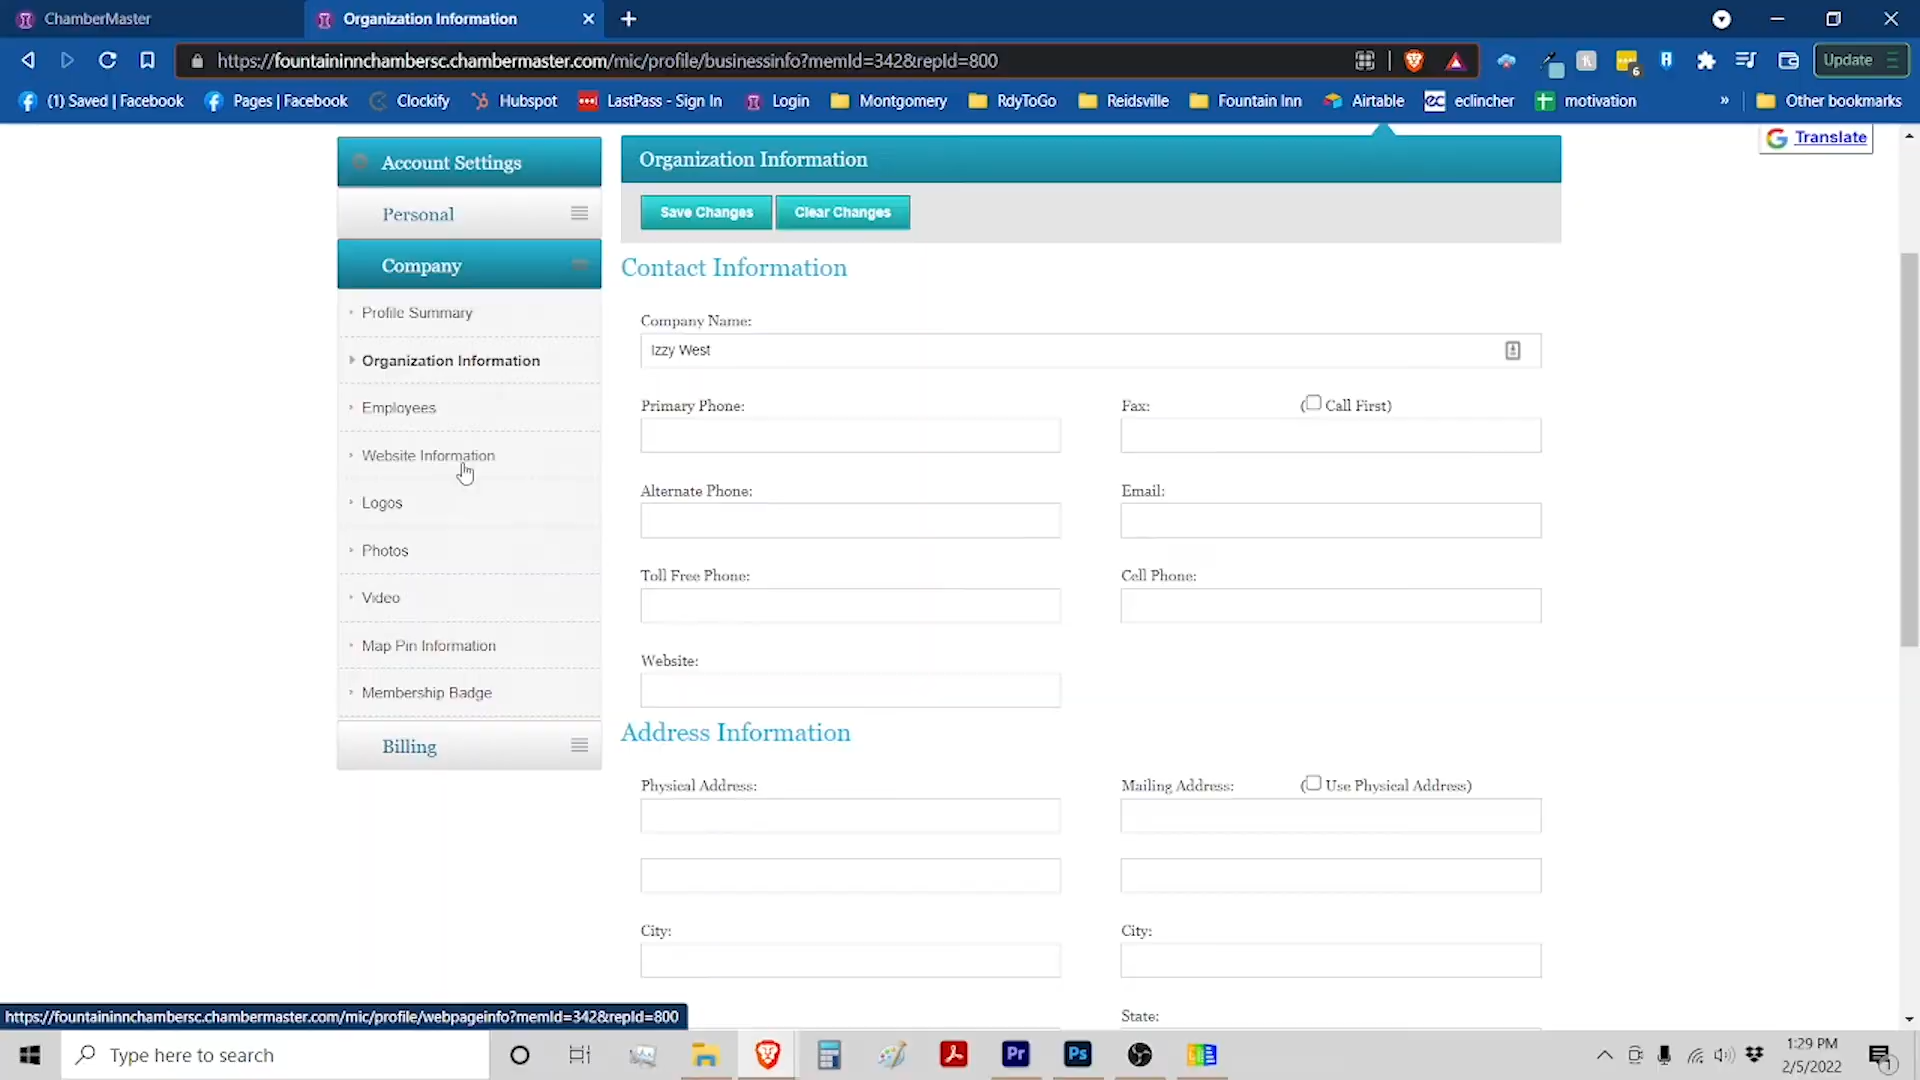 ChamberMaster
Organization Information
https://fountaininnchambersc.chambermaster.com/mic/profile/businessinfo?memId=342&repId=800
6
Update
(1) Saved | Facebook
Pages | Facebook
Clockify
Hubspot
LastPass - Sign In
Login
Montgomery
RdyToGo
Reidsville
Fountain Inn
Airtable
ec eclincher
motivation
»
Other bookmarks
G Translate
Account Settings
Personal
Company
Profile Summary
Organization Information
Employees
Website Information
Logos
Photos
Video
Map Pin Information
Membership Badge
Billing
Organization Information
Save Changes
Clear Changes
Contact Information
Company Name:
Izzy West
Primary Phone:
Fax:
( Call First)
Alternate Phone:
Email:
Toll Free Phone:
Cell Phone:
Website:
Address Information
Physical Address:
Mailing Address:
( Use Physical Address)
City:
City:
State:
https://fountaininnchambersc.chambermaster.com/mic/profile/webpageinfo?memId=342&repId=800
Type here to search
Pr
Ps
1:29 PM
2/5/2022
1